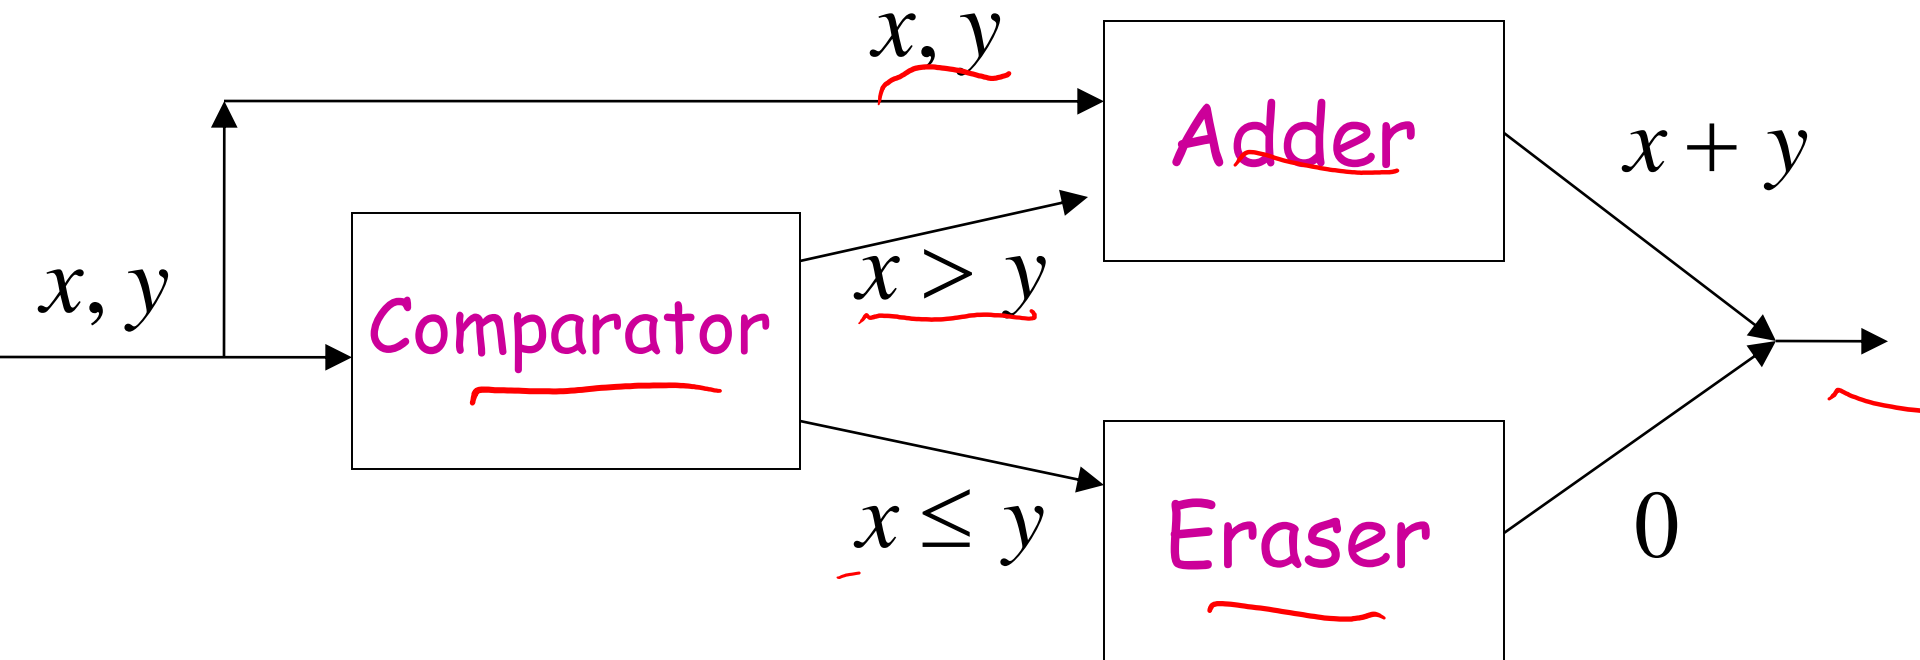 x, y
Adder
x + y
x > y
x, y
Comparator
x ≤ y
Eraser
0